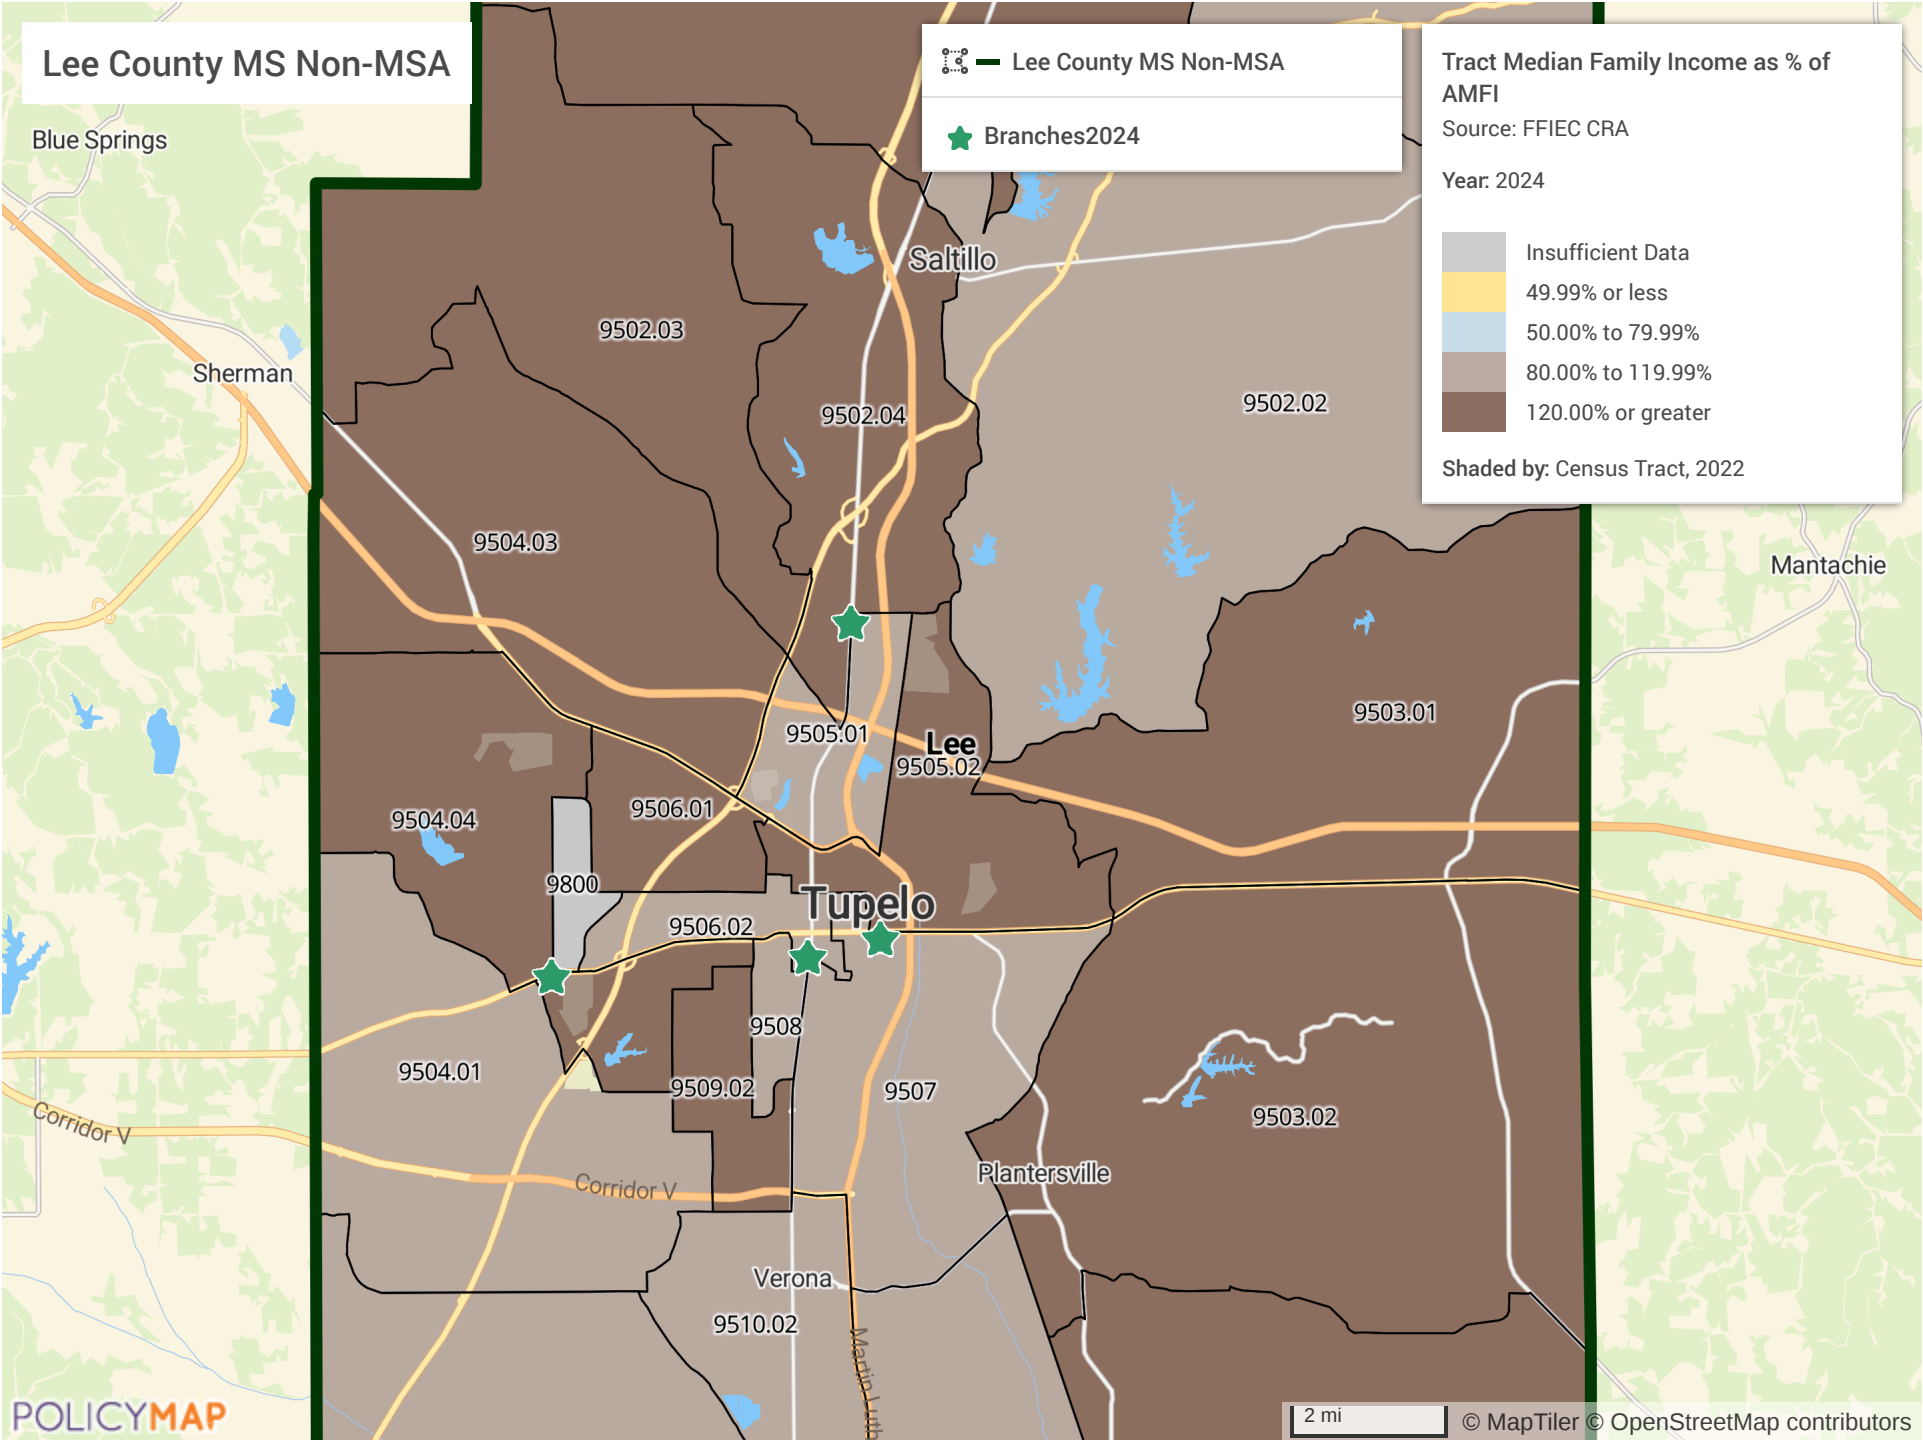 Lee County MS Non-MSA
Lee County MS Non-MSA
Branches2024
Tract Median Family Income as % of
AMFI
Source: FFIEC CRA
Year: 2024
Insufficient Data
49.99% or less
50.00% to 79.99%
80.00% to 119.99%
120.00% or greater
Shaded by: Census Tract, 2022
Blue Springs
Saltillo
9502.03
Sherman
9502.04
9502.02
9504.03
Mantachie
9503.01
9505.01
Lee
9505.02
9506.01
9504.04
9800
Tupelo
9506.02
9508
9504.01
9509.02
9507
9503.02
Corridor V
Plantersville
Corridor V
Verona
9510.02
Martin Luth
POLICYMAP
2 mi
© MapTiler © OpenStreetMap contributors